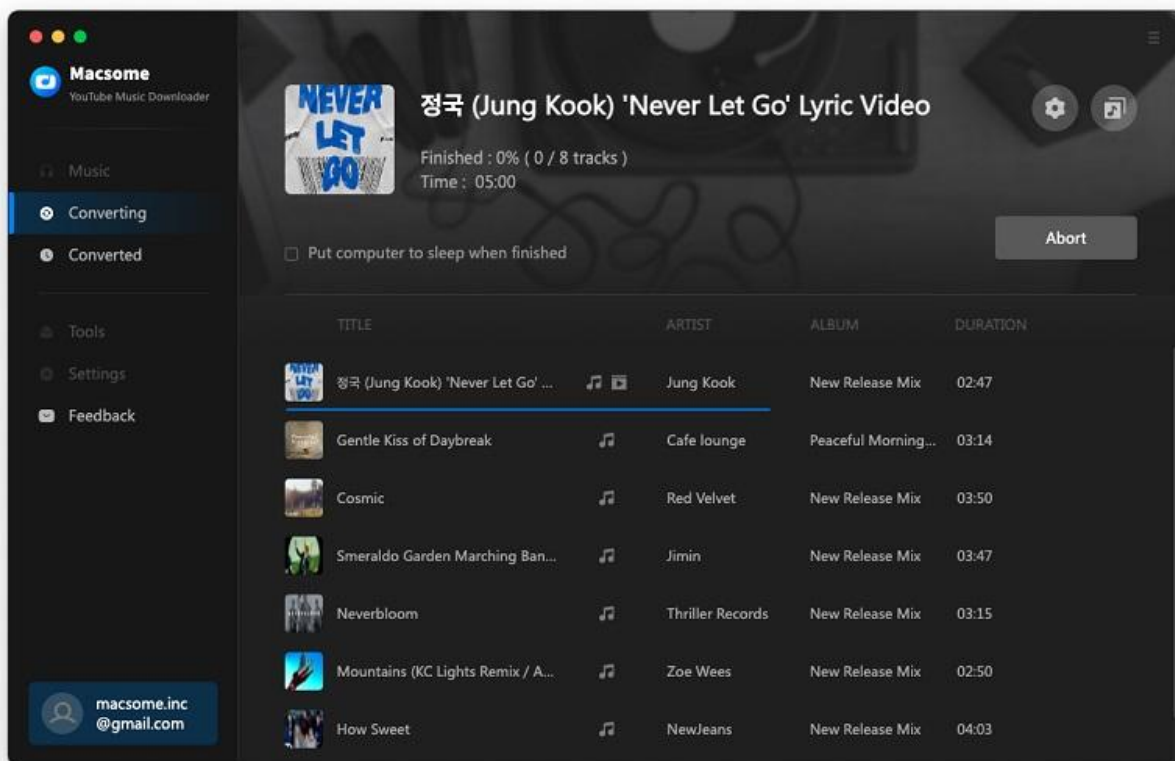 Macsome
YouTube Music Downloader
Music
Converting
Converted
Tools
Settings
Feedback
macsome.inc
@gmail.com
NEVER
LET
GO
정국 (Jung Kook) 'Never Let Go' Lyric Video
Finished : 0% ( 0 / 8 tracks )
Time : 05:00
Put computer to sleep when finished
Abort
TITLE ARTIST ALBUM DURATION
NEVER
LET
GO
정국 (Jung Kook) 'Never Let Go' ... Jung Kook New Release Mix 02:47
Gentle Kiss of Daybreak Cafe lounge Peaceful Morning... 03:14
Cosmic Red Velvet New Release Mix 03:50
Smeraldo Garden Marching Ban... Jimin New Release Mix 03:47
Neverbloom Thriller Records New Release Mix 03:15
Mountains (KC Lights Remix / A... Zoe Wees New Release Mix 02:50
How Sweet NewJeans New Release Mix 04:03